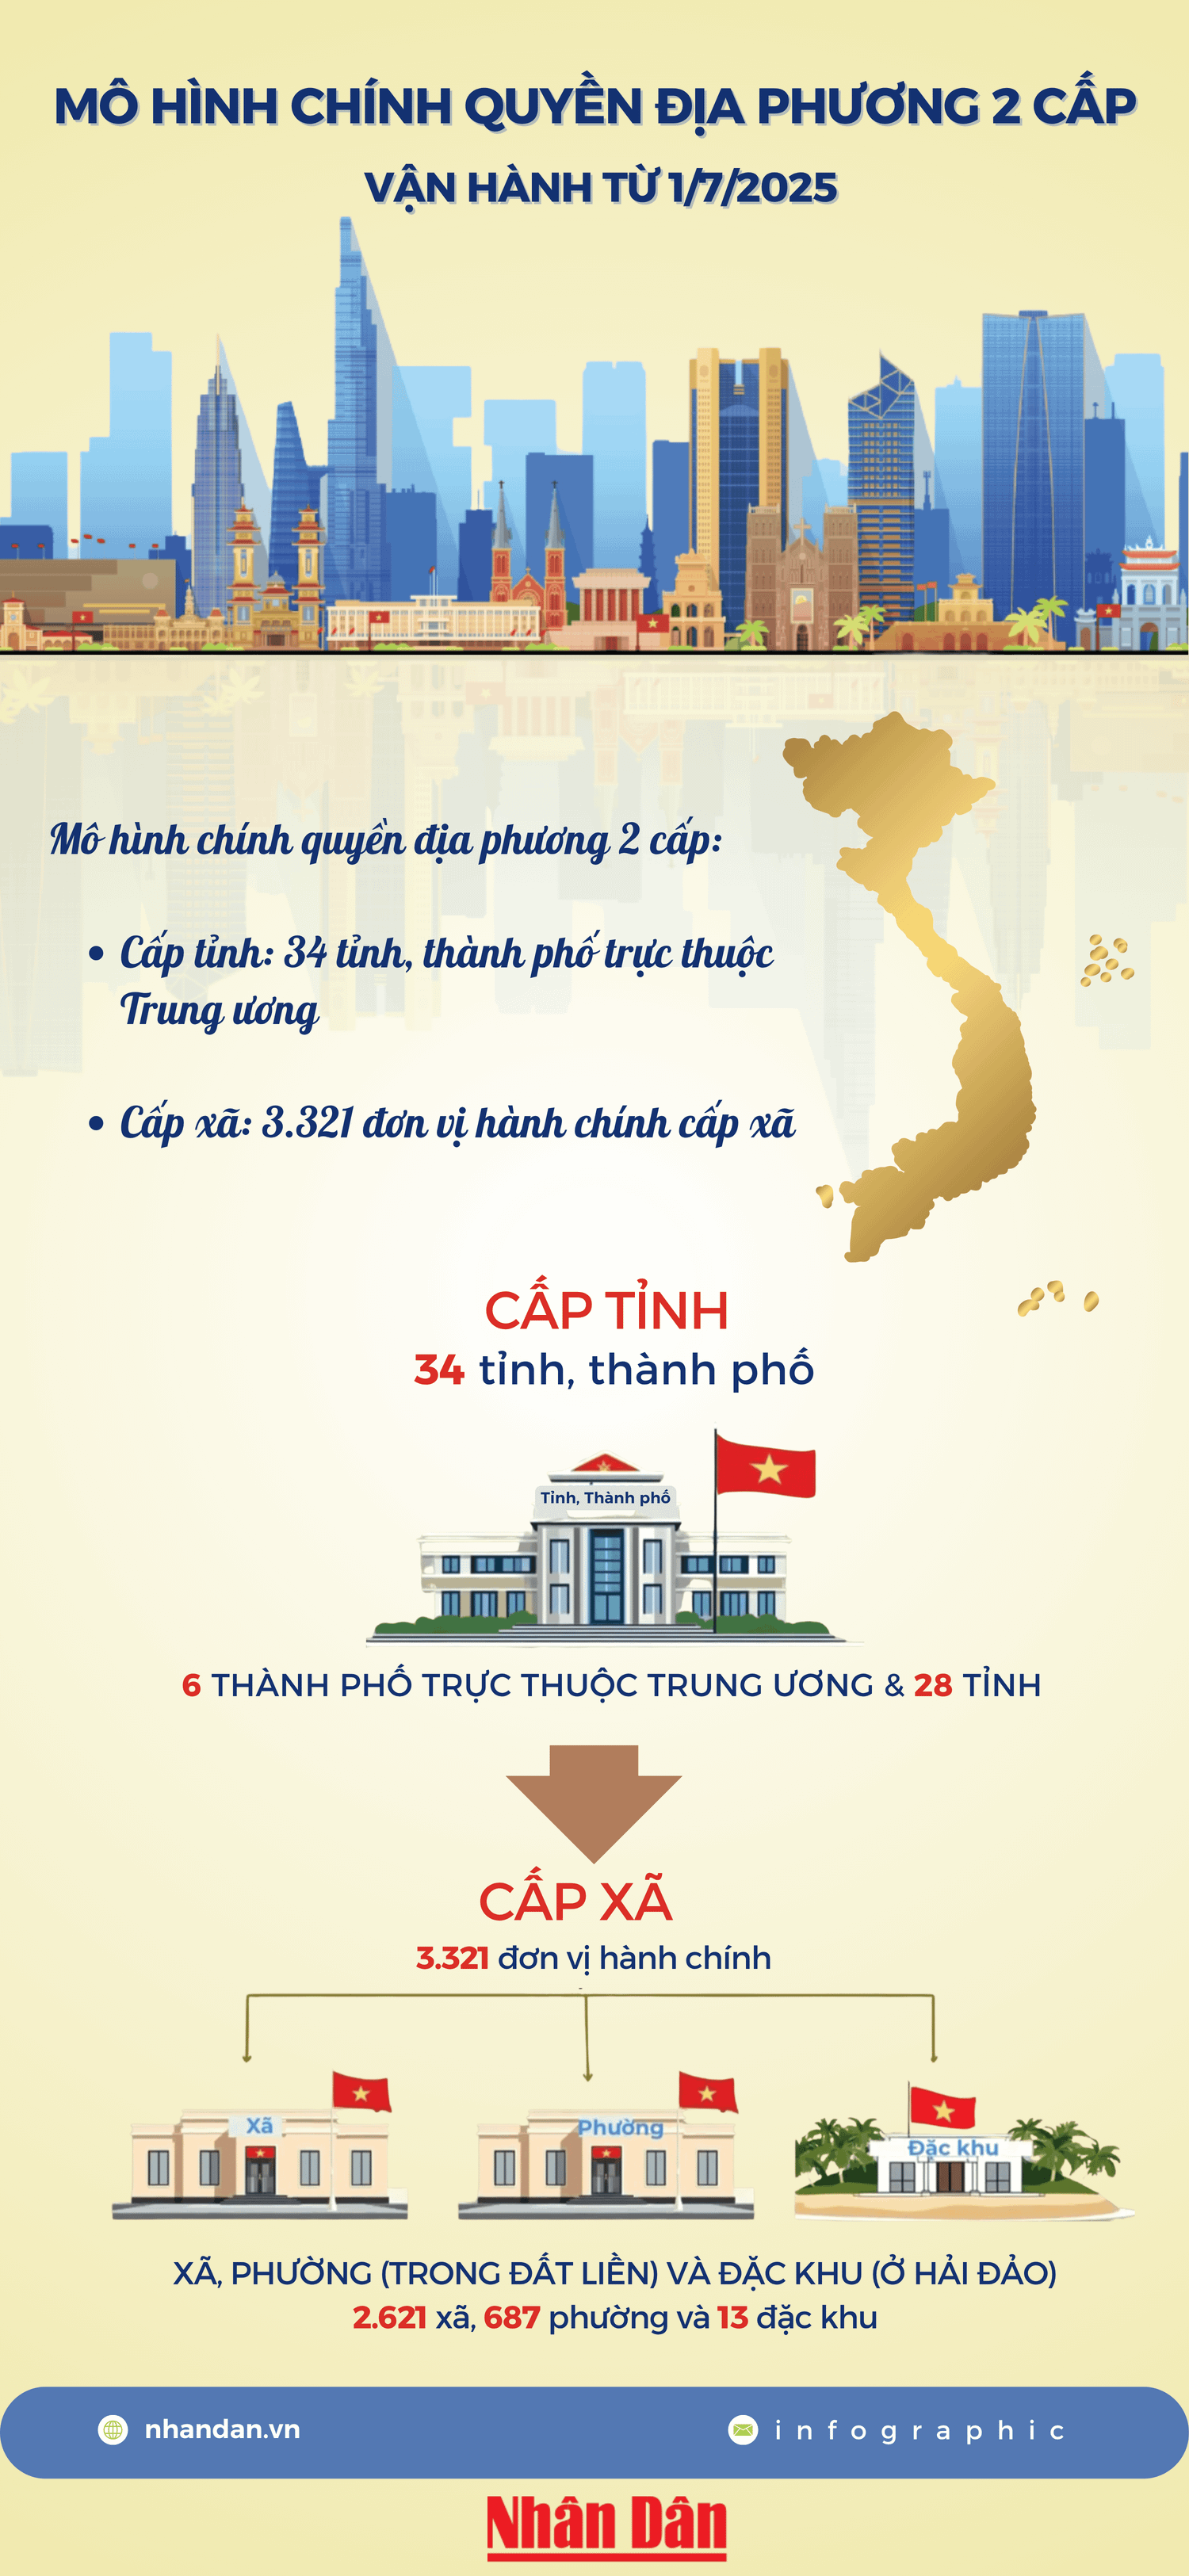 MÔ HÌNH CHÍNH QUYỀN ĐỊA PHƯƠNG 2 CẤP
VẬN HÀNH TỪ 1/7/2025
Mô hình chính quyền địa phương 2 cấp:
• Cấp tỉnh: 34 tỉnh, thành phố trực thuộc
Trung ương
• Cấp xã: 3.321 đơn vị hành chính cấp xã
CẤP TỈNH
34 tỉnh, thành phố
Tỉnh, Thành phố
6 THÀNH PHỐ TRỰC THUỘC TRUNG ƯƠNG & 28 TỈNH
CẤP XÃ
3.321 đơn vị hành chính
Xã
Phường
Đặc khu
XÃ, PHƯỜNG (TRONG ĐẤT LIỀN) VÀ ĐẶC KHU (Ở HẢI ĐẢO)
2.621 xã, 687 phường và 13 đặc khu
nhandan.vn
infographic
Nhân Dân